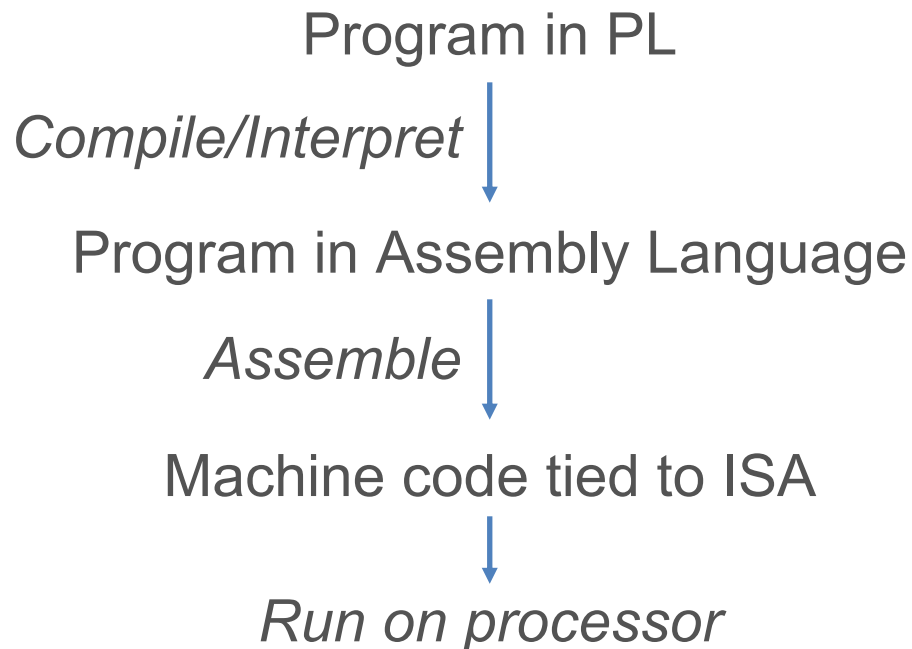 Program in PL
Compile/Interpret
Program in Assembly Language
Assemble
Machine code tied to ISA
Run on processor